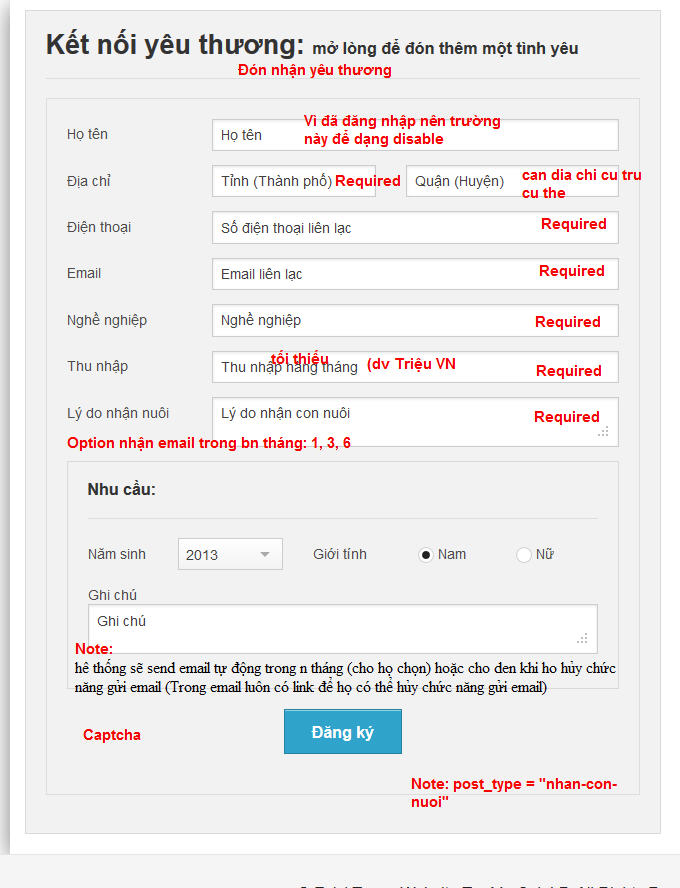 Kết nối yêu thương: mở lòng để đón thêm một tình yêu
Đón nhận yêu thương
Họ tên
Họ tên
Vì đã đăng nhập nên trường
này để dạng disable
Địa chỉ
Tỉnh (Thành phố)
Required
Quận (Huyện)
can dia chi cu tru
cu the
Điện thoại
Số điện thoại liên lạc
Required
Email
Email liên lạc
Required
Nghề nghiệp
Nghề nghiệp
Required
Thu nhập
tối thiếu
Thu nhập hàng tháng
(dv Triệu VN
Required
Lý do nhận nuôi
Lý do nhận con nuôi
Required
Option nhận email trong bn tháng: 1, 3, 6
Nhu cầu:
Năm sinh
2013
Giới tính
Nam
Nữ
Ghi chú
Ghi chú
Note:
hê thống sẽ send email tự động trong n tháng (cho họ chọn) hoặc cho den khi ho hủy chức
năng gửi email (Trong email luôn có link để họ có thể hủy chức năng gửi email)
Captcha
Đăng ký
Note: post_type = "nhan-con-
nuoi"